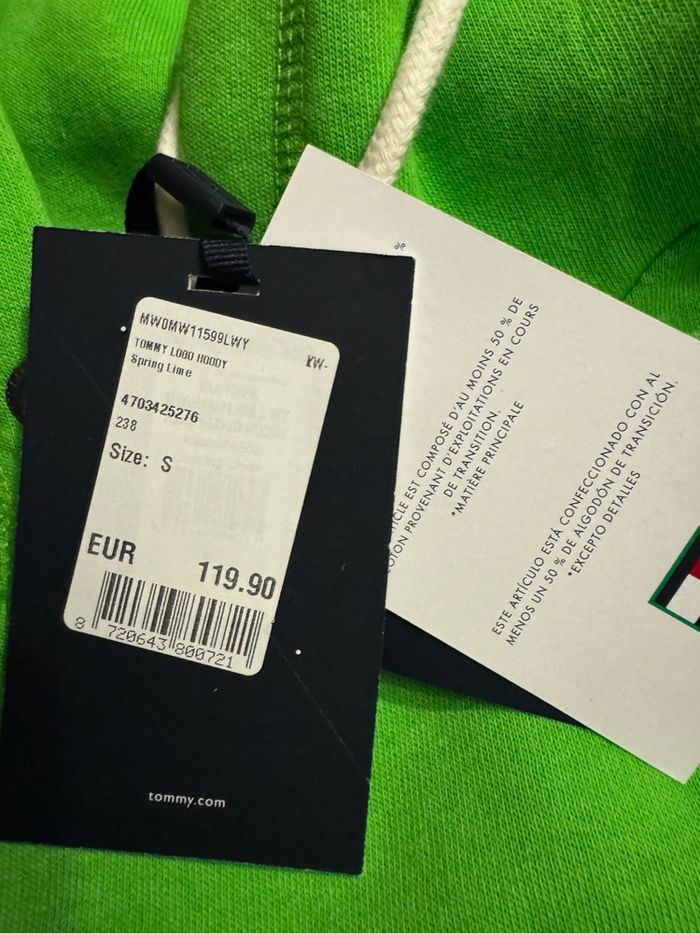 MW0MW11599LWY
TOMMY LOGO HOODY
KW-
Spring Lime
4703425276
238
Size: S
EUR
119.90
8 720643 800721
tommy.com
%
ARTICLE EST COMPOSÉ D'AU MOINS 50 % DE
COTON PROVENANT D'EXPLOITATIONS EN COURS
DE TRANSITION.
*MATIÈRE PRINCIPALE
ESTE ARTÍCULO ESTÁ CONFECCIONADO CON AL
MENOS UN 50 % DE ALGODÓN DE TRANSICIÓN.
*EXCEPTO DETALLES